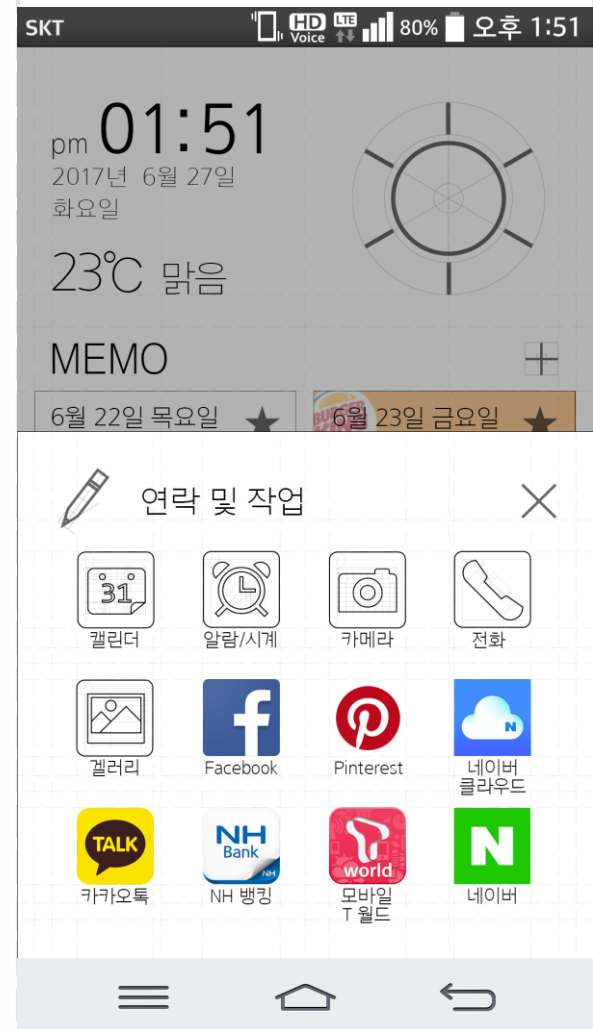 SKT HD Voice LTE 80% 오후 1:51
pm 01:51
2017년 6월 27일
화요일
23℃ 맑음
MEMO
6월 22일 목요일
BURGER KING 6월 23일 금요일
연락 및 작업
31
캘린더 알람/시계 카메라 전화
N
겔러리 Facebook Pinterest 네이버
클라우드
TALK NH Bank NH T world N
카카오톡 NH 뱅킹 모바일 네이버
T 월드